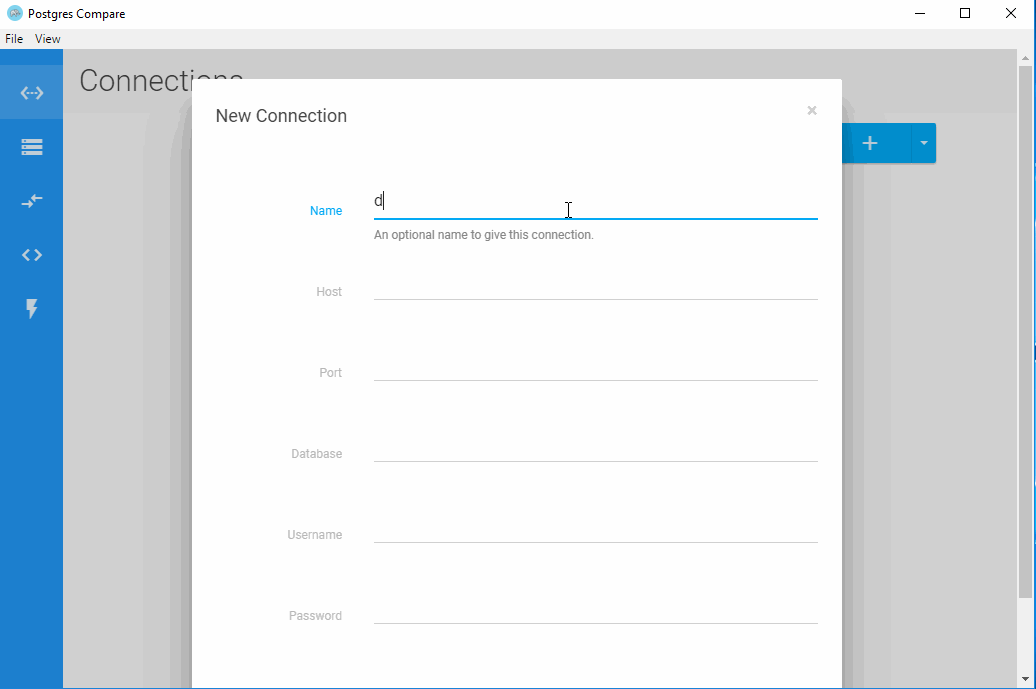 Postgres Compare
File View
Connections
New Connection
Name
d
An optional name to give this connection.
Host
Port
Database
Username
Password